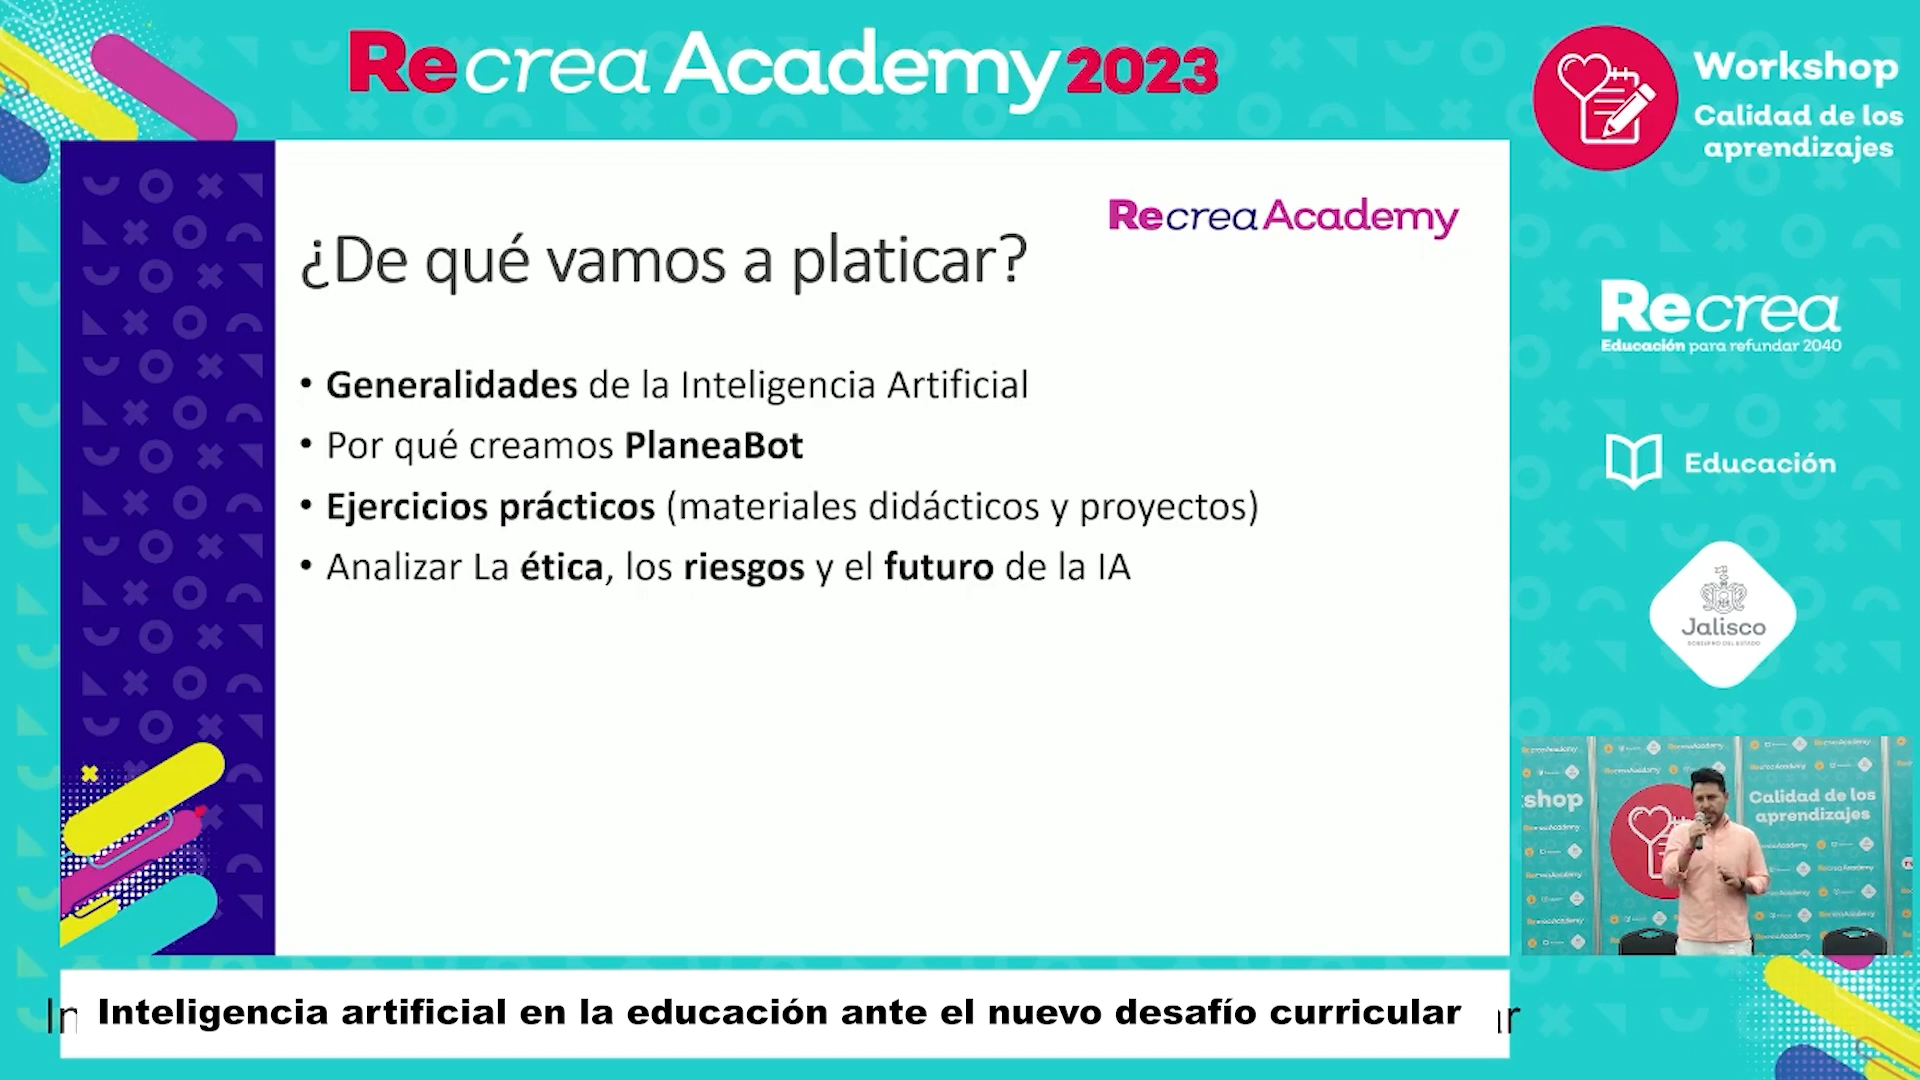 Recrea Academy 2023
Workshop
Calidad de los
aprendizajes
Recrea Academy
¿De qué vamos a platicar?
• Generalidades de la Inteligencia Artificial
• Por qué creamos PlaneaBot
• Ejercicios prácticos (materiales didácticos y proyectos)
• Analizar La ética, los riesgos y el futuro de la IA
Recrea
Educación para refundar 2040
Educación
Jalisco
GOBIERNO DEL ESTADO
shop
Calidad de los
aprendizajes
Inteligencia artificial en la educación ante el nuevo desafío curricular